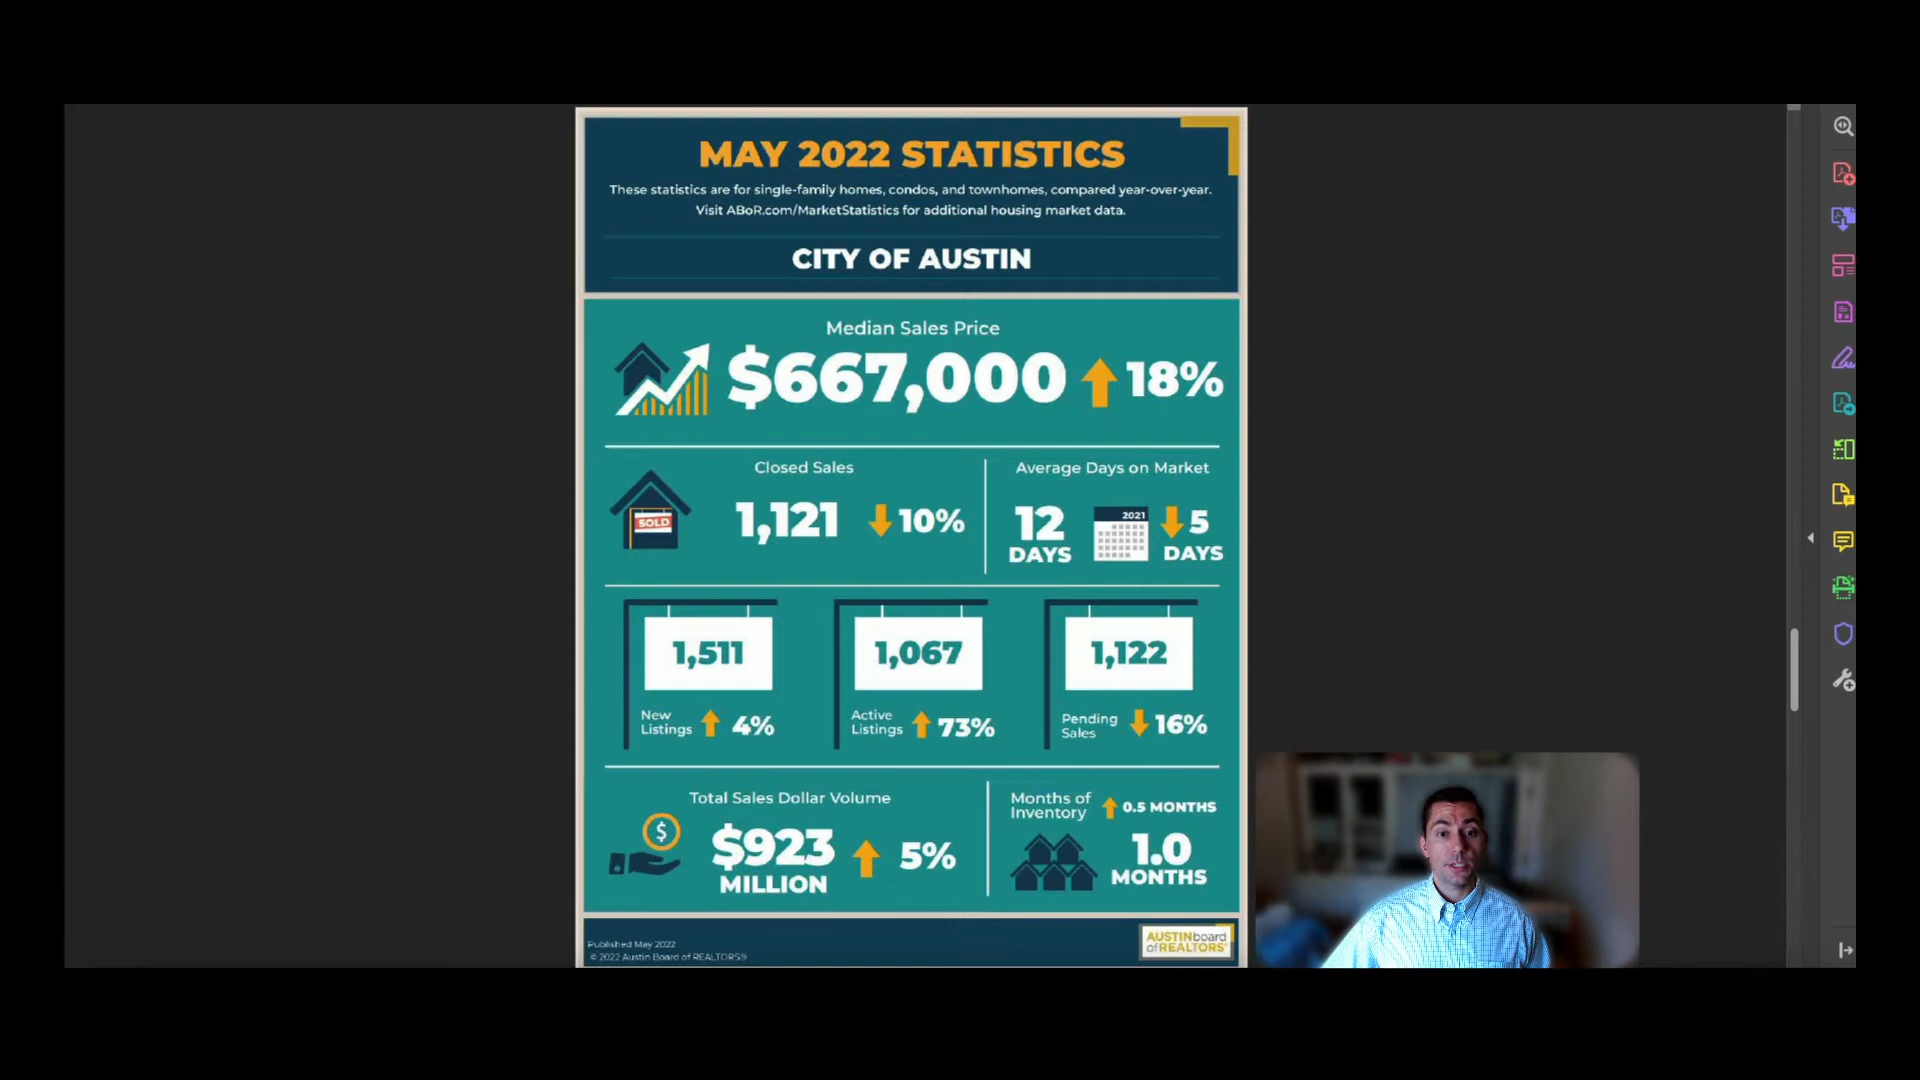 MAY 2022 STATISTICS
These statistics are for single-family homes, condos, and townhomes, compared year-over-year.
Visit ABoR.com/MarketStatistics for additional housing market data.
CITY OF AUSTIN
Median Sales Price
$667,000 18%
Closed Sales
1,121 10%
SOLD
Average Days on Market
12
DAYS
2021
5
DAYS
1,511
New
Listings 4%
1,067
Active
Listings 73%
1,122
Pending
Sales 16%
Total Sales Dollar Volume
$
$923
MILLION
5%
Months of
Inventory
0.5 MONTHS
1.0
MONTHS
Published May 2022
© 2022 Austin Board of REALTORS®
AUSTINboard
ofREALTORS®